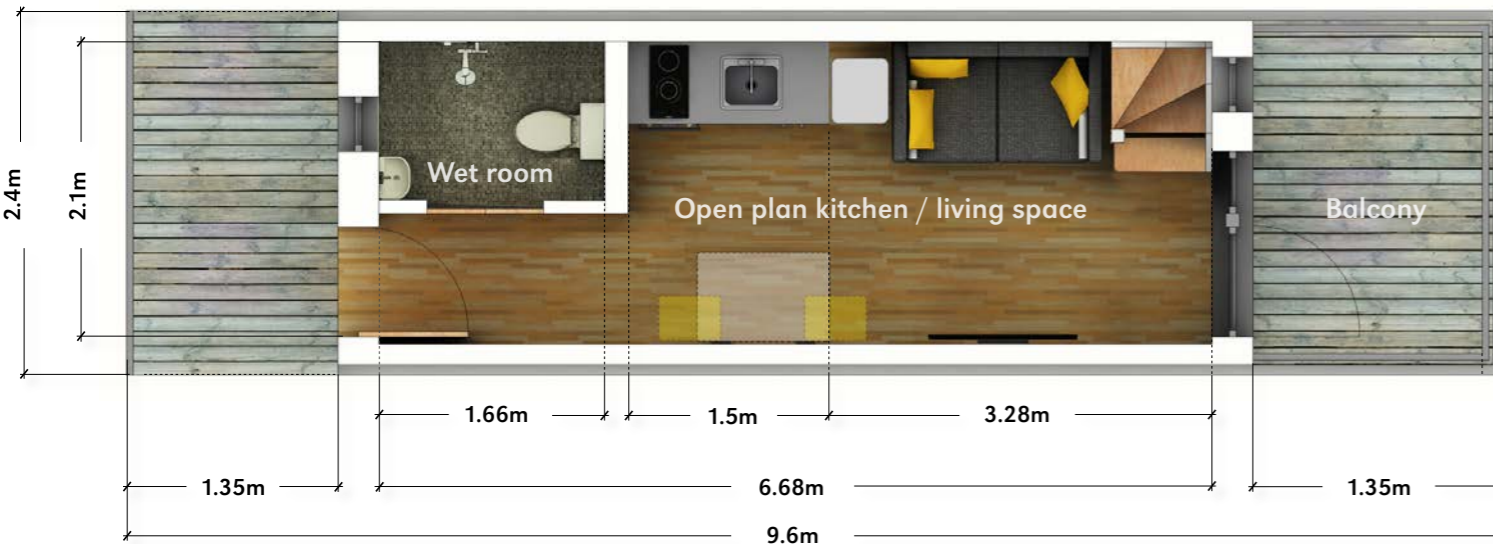 2.4m
2.1m
Wet room
Open plan kitchen / living space
Balcony
1.66m
1.5m
3.28m
1.35m
6.68m
1.35m
9.6m